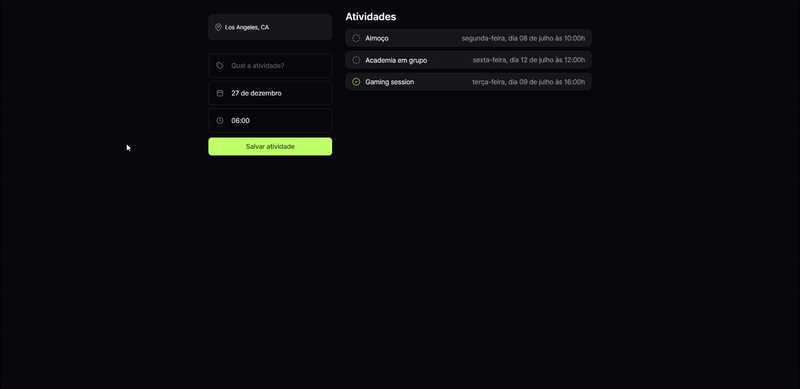 Los Angeles, CA
Qual a atividade?
27 de dezembro
06:00
Salvar atividade
Atividades
Almoço segunda-feira, dia 08 de julho às 10:00h
Academia em grupo sexta-feira, dia 12 de julho às 12:00h
Gaming session terça-feira, dia 09 de julho às 16:00h